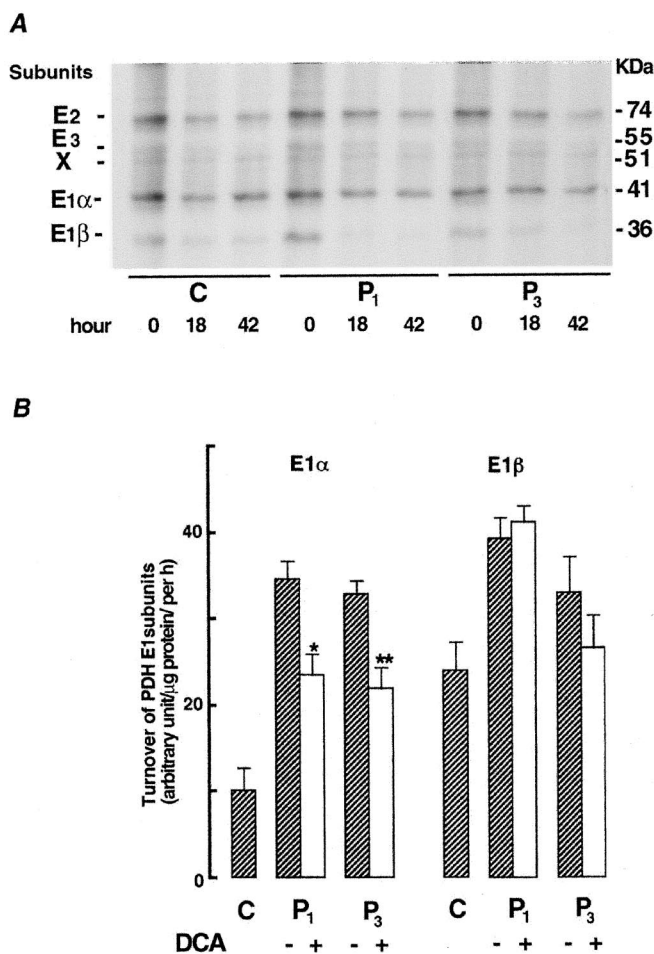 A
Subunits
KDa
E2 -
-74
E3 -
-55
X -
-51
E1α-
-41
E1β -
-36
C P1 P3
hour 0 18 42 0 18 42 0 18 42
B
E1α E1β
Turnover of PDH E1subunits
(arbitrary unit/µg protein/ per h)
40
20
0
* **
C P1 P3 C P1 P3
DCA - + - + - + - +